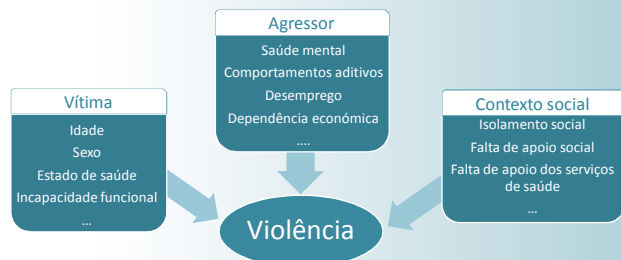 Agressor
Saúde mental
Comportamentos aditivos
Desemprego
Dependência económica
....
Vítima
Idade
Sexo
Estado de saúde
Incapacidade funcional
...
Contexto social
Isolamento social
Falta de apoio social
Falta de apoio dos serviços
de saúde
...
Violência